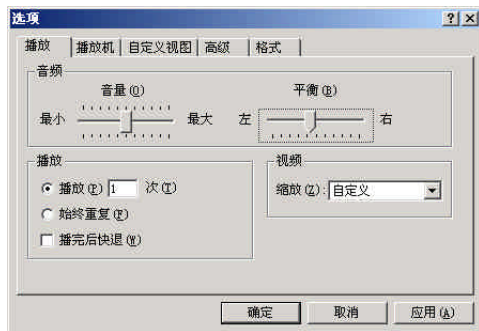 选项
播放 播放机 自定义视图 高级 格式
音频
音量(O) 平衡(B)
最小 最大 左 右
播放 视频
播放(P) 1 次(T) 缩放(Z): 自定义
始终重复(F)
播完后快退(W)
确定 取消 应用(A)